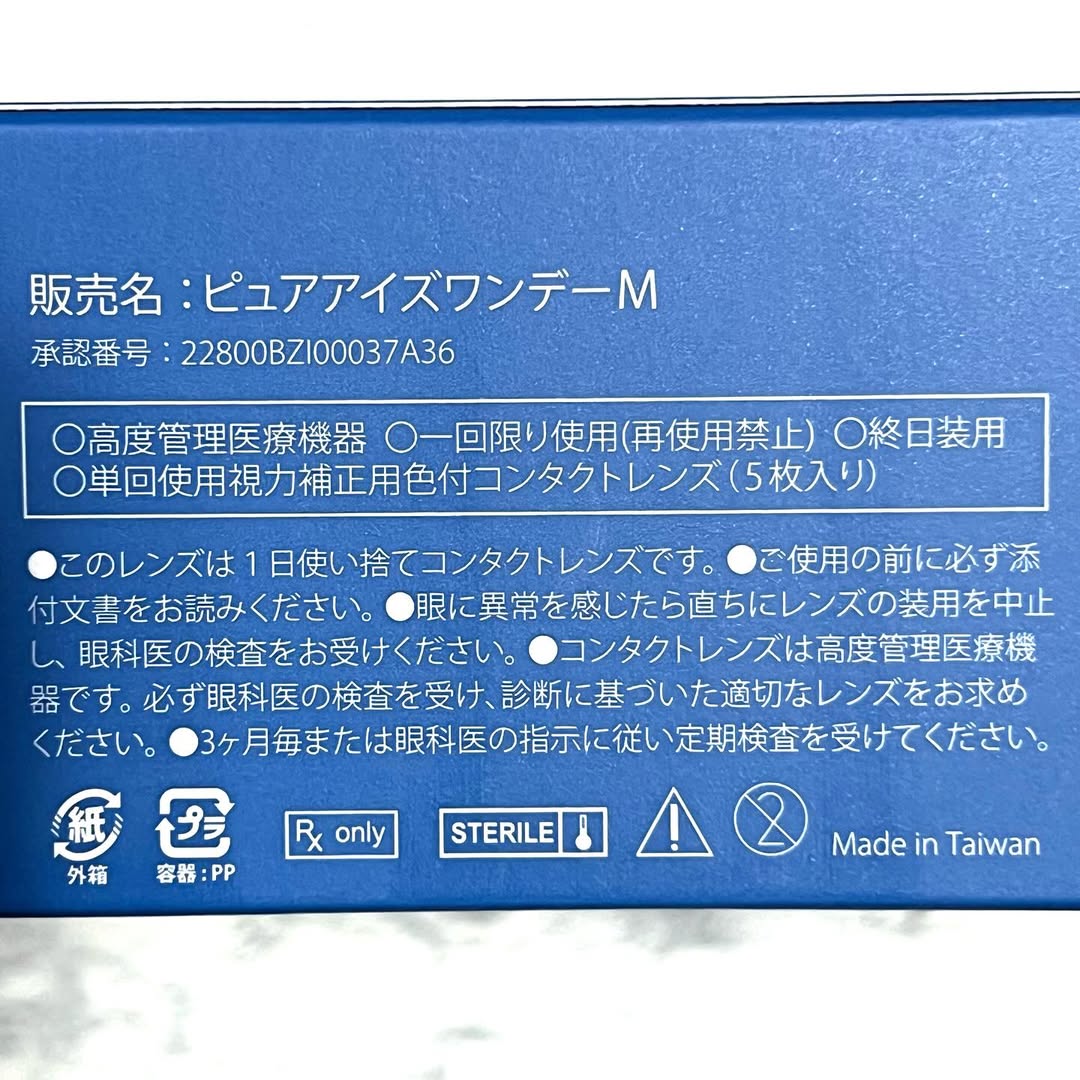 販売名：ピュアアイズワンデーM
承認番号：22800BZI00037A36
〇高度管理医療機器 〇一回限り使用(再使用禁止) 〇終日装用
〇単回使用視力補正用色付コンタクトレンズ(5枚入り)
●このレンズは1日使い捨てコンタクトレンズです。●ご使用の前に必ず添
付文書をお読みください。●眼に異常を感じたら直ちにレンズの装用を中止
し、眼科医の検査をお受けください。●コンタクトレンズは高度管理医療機
器です。必ず眼科医の検査を受け、診断に基づいた適切なレンズをお求め
ください。●3ヶ月毎または眼科医の指示に従い定期検査を受けてください。
紙
外箱
プラ
容器：PP
Rx only
STERILE
2
Made in Taiwan